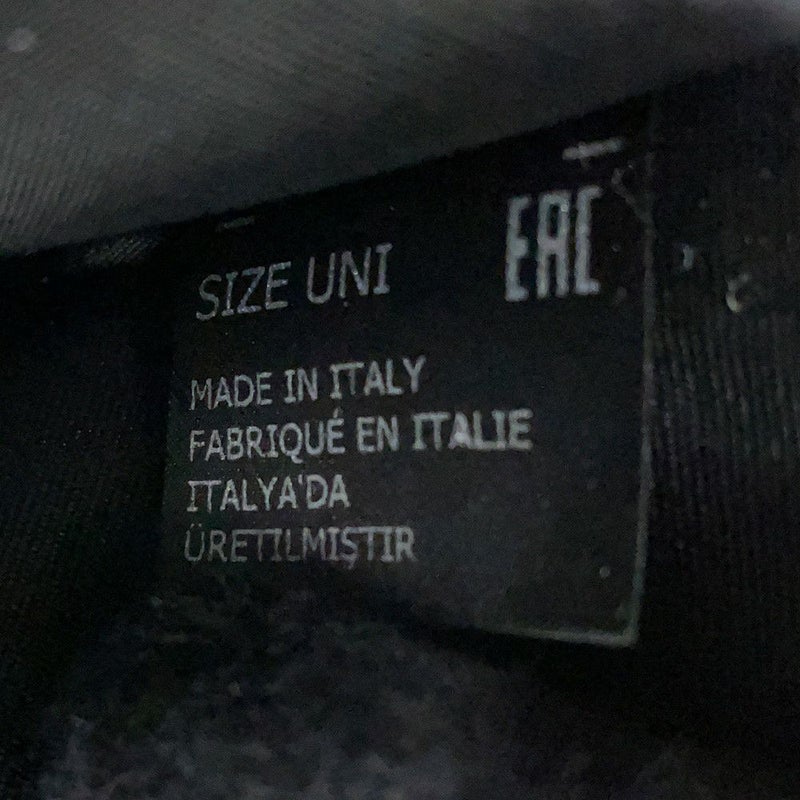 SIZE UNI
EAC
MADE IN ITALY
FABRIQUÉ EN ITALIE
ITALYA'DA
ÜRETILMIŞTIR